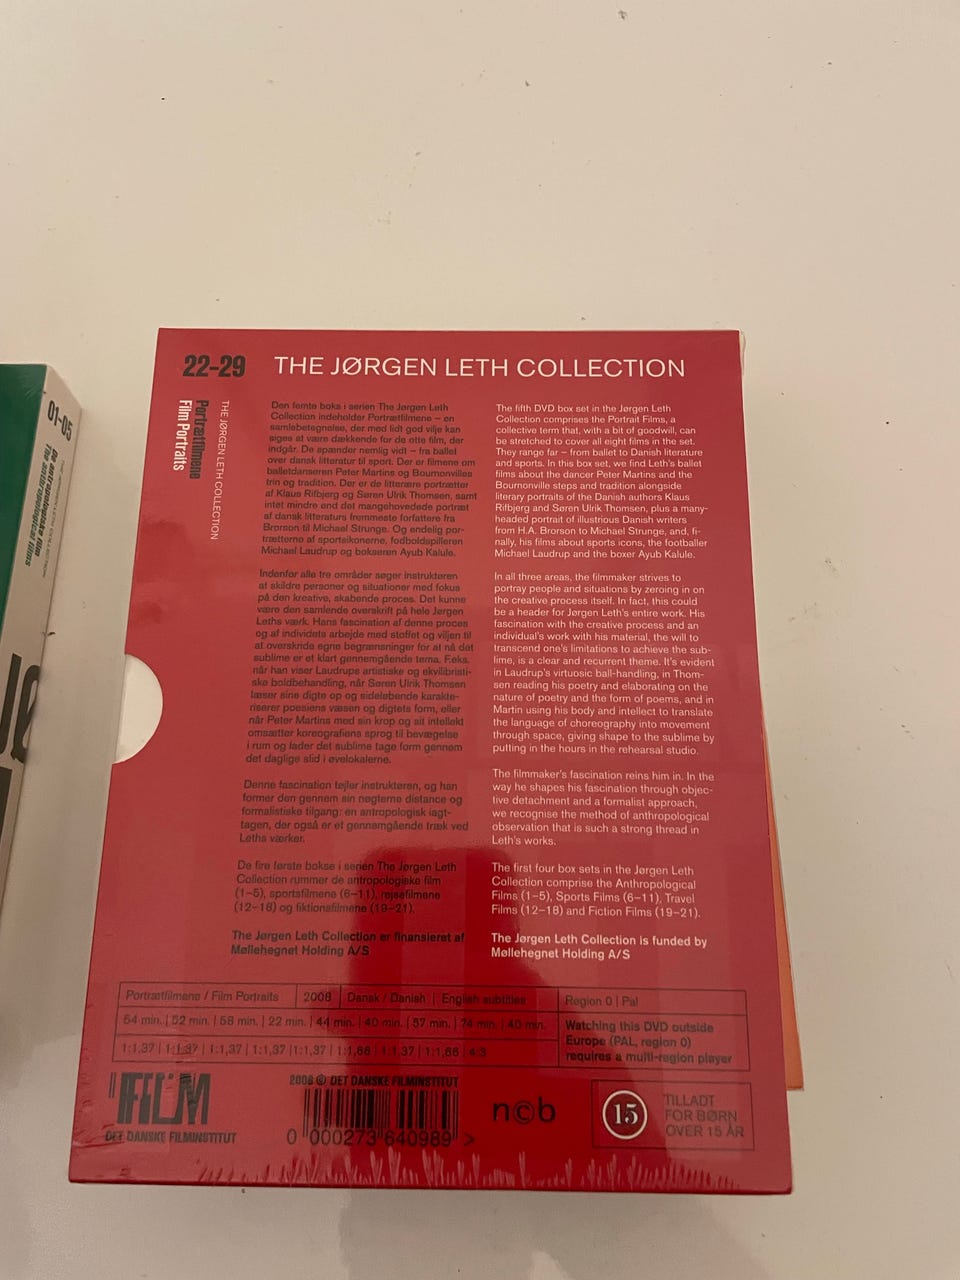 22–29
THE JØRGEN LETH COLLECTION
Portrætfilmene
Film Portraits
THE JØRGEN LETH COLLECTION
Den femte boks i serien The Jørgen Leth
Collection indeholder Portrætfilmene – en
samlebetegnelse, der med lidt god vilje kan
siges at være dækkende for de otte film, der
indgår. De spænder nemlig vidt – fra ballet
over dansk litteratur til sport. Der er filmene om
balletdanseren Peter Martins og Bournonvilles
trin og tradition. Der er de litterære portrætter
af Klaus Rifbjerg og Søren Ulrik Thomsen, samt
intet mindre end det mangehovedede portræt
af dansk litteraturs fremmeste forfattere fra
Brorson til Michael Strunge. Og endelig por-
trætterne af sportsikonerne, fodboldspilleren
Michael Laudrup og bokseren Ayub Kalule.
Indenfor alle tre områder søger instruktøren
at skildre personer og situationer med fokus
på den kreative, skabende proces. Det kunne
være den samlende overskrift på hele Jørgen
Leths værk. Hans fascination af denne proces
og af individets arbejde med stoffet og viljen til
at overskride egne begrænsninger for at nå det
sublime er et klart gennemgående tema. F.eks.
når han viser Laudrups artistiske og ekvilibristi-
ske boldbehandling, når Søren Ulrik Thomsen
læser sine digte op og sideløbende karakte-
riserer poesiens væsen og digtets form, eller
når Peter Martins med sin krop og sit intellekt
omsætter koreografiens sprog til bevægelse
i rum og lader det sublime tage form gennem
det daglige slid i øvelokalerne.
Denne fascination tøjler instruktøren, og han
former den gennem sin nøgterne distance og
formalistiske tilgang: en antropologisk iagt-
tagen, der også er et gennemgående træk ved
Leths værker.
De fire første bokse i serien The Jørgen Leth
Collection rummer de antropologiske film
(1–5), sportsfilmene (6–11), rejsefilmene
(12–18) og fiktionsfilmene (19–21).
The Jørgen Leth Collection er finansieret af
Møllehegnet Holding A/S
The fifth DVD box set in the Jørgen Leth
Collection comprises the Portrait Films, a
collective term that, with a bit of goodwill, can
be stretched to cover all eight films in the set.
They range far – from ballet to Danish literature
and sports. In this box set, we find Leth's ballet
films about the dancer Peter Martins and the
Bournonville steps and tradition alongside
literary portraits of the Danish authors Klaus
Rifbjerg and Søren Ulrik Thomsen, plus a many-
headed portrait of illustrious Danish writers
from H.A. Brorson to Michael Strunge, and, fi-
nally, his films about sports icons, the footballer
Michael Laudrup and the boxer Ayub Kalule.
In all three areas, the filmmaker strives to
portray people and situations by zeroing in on
the creative process itself. In fact, this could
be a header for Jørgen Leth's entire work. His
fascination with the creative process and an
individual's work with his material, the will to
transcend one's limitations to achieve the sub-
lime, is a clear and recurrent theme. It's evident
in Laudrup's virtuosic ball-handling, in Thom-
sen reading his poetry and elaborating on the
nature of poetry and the form of poems, and in
Martin using his body and intellect to translate
the language of choreography into movement
through space, giving shape to the sublime by
putting in the hours in the rehearsal studio.
The filmmaker's fascination reins him in. In the
way he shapes his fascination through objec-
tive detachment and a formalist approach,
we recognise the method of anthropological
observation that is such a strong thread in
Leth's works.
The first four box sets in the Jørgen Leth
Collection comprise the Anthropological
Films (1–5), Sports Films (6–11), Travel
Films (12–18) and Fiction Films (19–21).
The Jørgen Leth Collection is funded by
Møllehegnet Holding A/S
Portrætfilmene / Film Portraits | 2008 | Dansk / Danish | English subtitles
54 min. | 52 min. | 58 min. | 22 min. | 44 min. | 40 min. | 57 min. | 74 min. | 40 min.
1:1,37 | 1:1,37 | 1:1,37 | 1:1,37 | 1:1,37 | 1:1,66 | 1:1,37 | 1:1,66 | 4:3
Region 0 | Pal
Watching this DVD outside
Europe (PAL, region 0)
requires a multi-region player
FILM
DET DANSKE FILMINSTITUT
2008 © DET DANSKE FILMINSTITUT
0 000273 640989 >
ncb
15
TILLADT
FOR BØRN
OVER 15 ÅR
01–05
De antropologiske film
The anthropological films